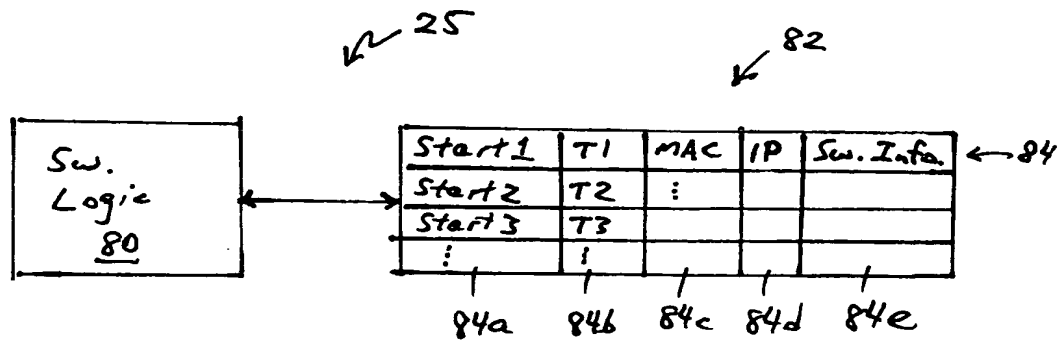 25
82
Sw.
Logic
80
Start1 T1 MAC IP Sw. Info.
84
Start2 T2 ⋮
Start3 T3
⋮ ⋮
84a 84b 84c 84d 84e